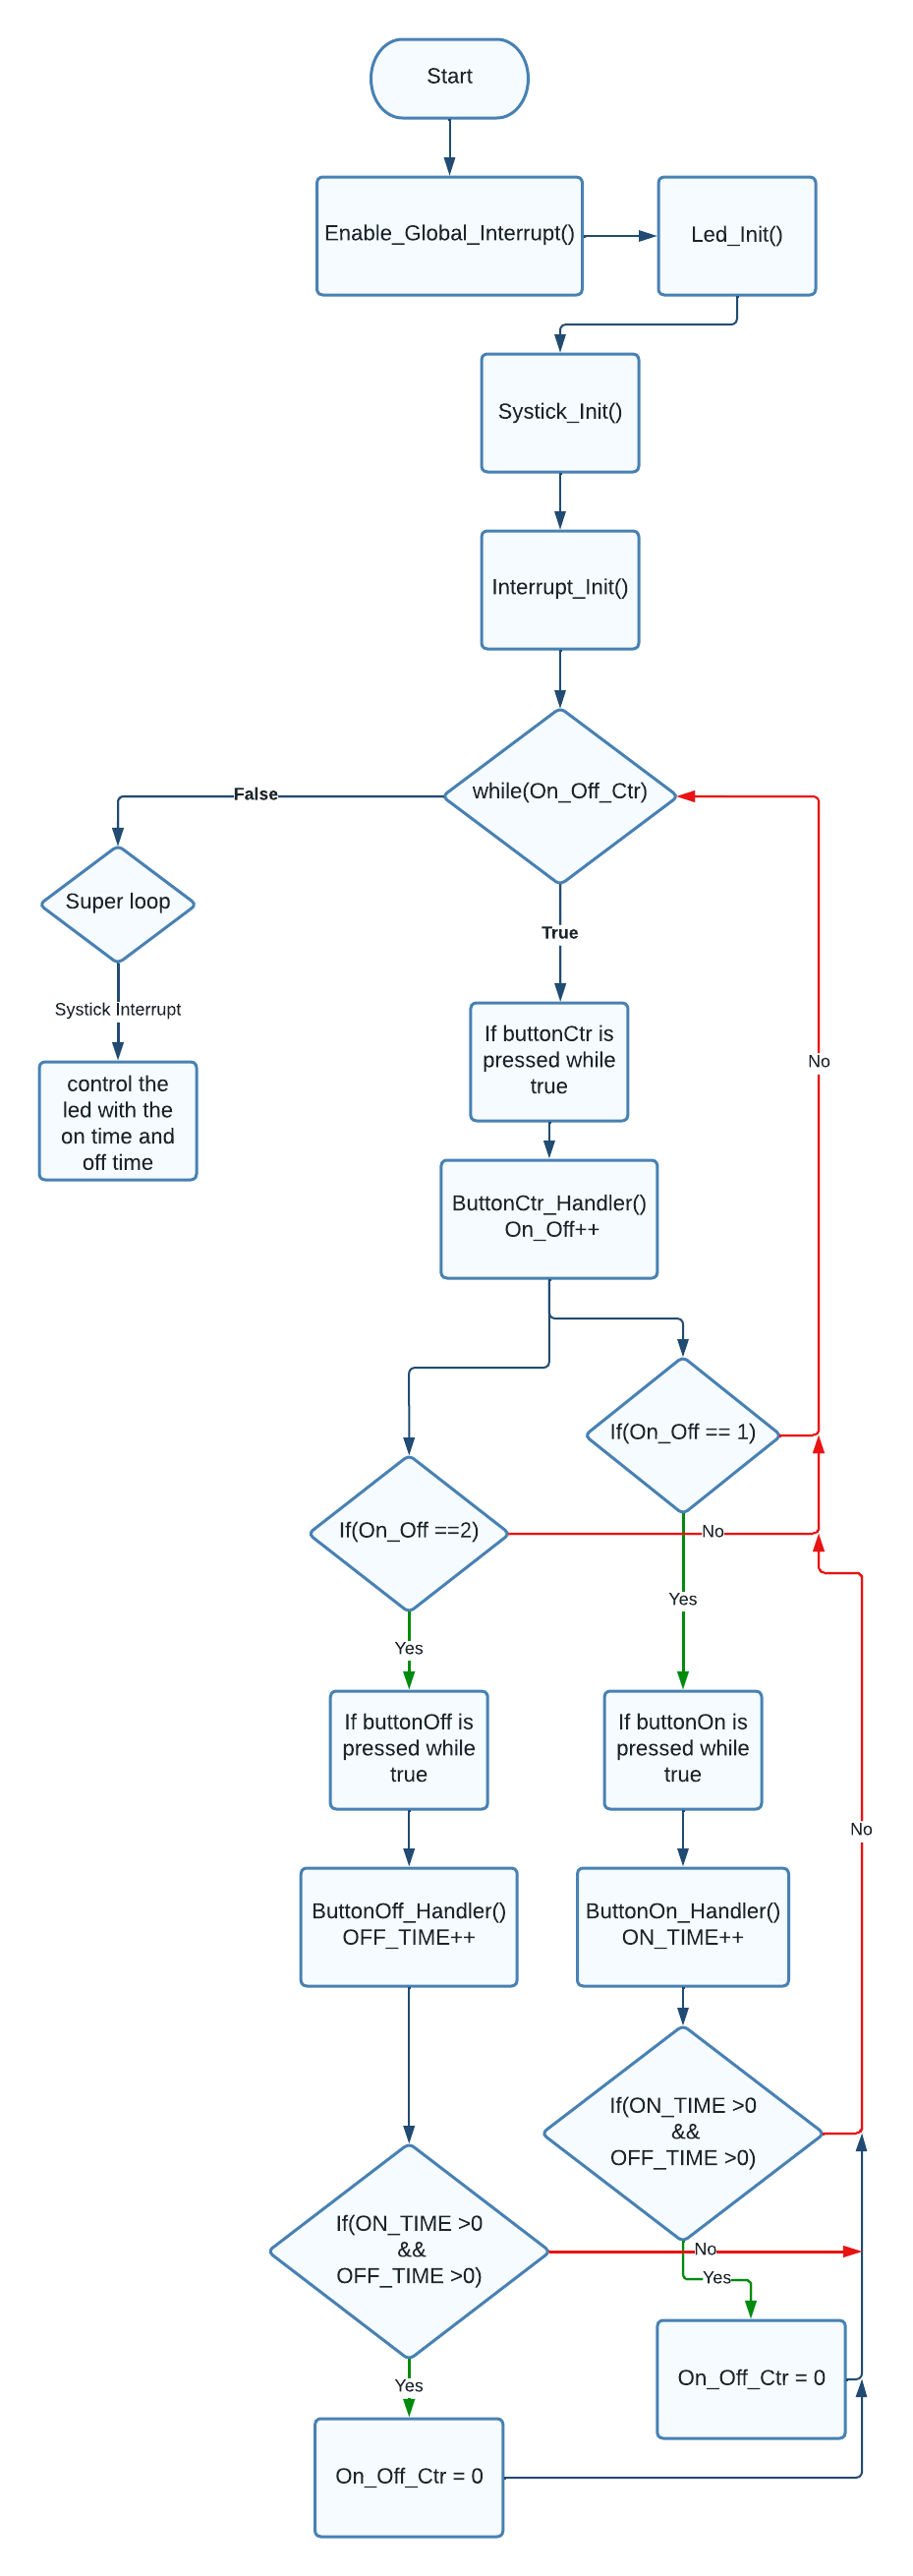 Start
Enable_Global_Interrupt()
Led_Init()
Systick_Init()
Interrupt_Init()
while(On_Off_Ctr)
False
Super loop
True
Systick Interrupt
If buttonCtr is
pressed while
true
No
control the
led with the
on time and
off time
ButtonCtr_Handler()
On_Off++
If(On_Off == 1)
If(On_Off ==2)
No
Yes
Yes
If buttonOff is
pressed while
true
If buttonOn is
pressed while
true
No
ButtonOff_Handler()
OFF_TIME++
ButtonOn_Handler()
ON_TIME++
If(ON_TIME >0
&&
OFF_TIME >0)
If(ON_TIME >0
&&
OFF_TIME >0)
No
Yes
On_Off_Ctr = 0
Yes
On_Off_Ctr = 0